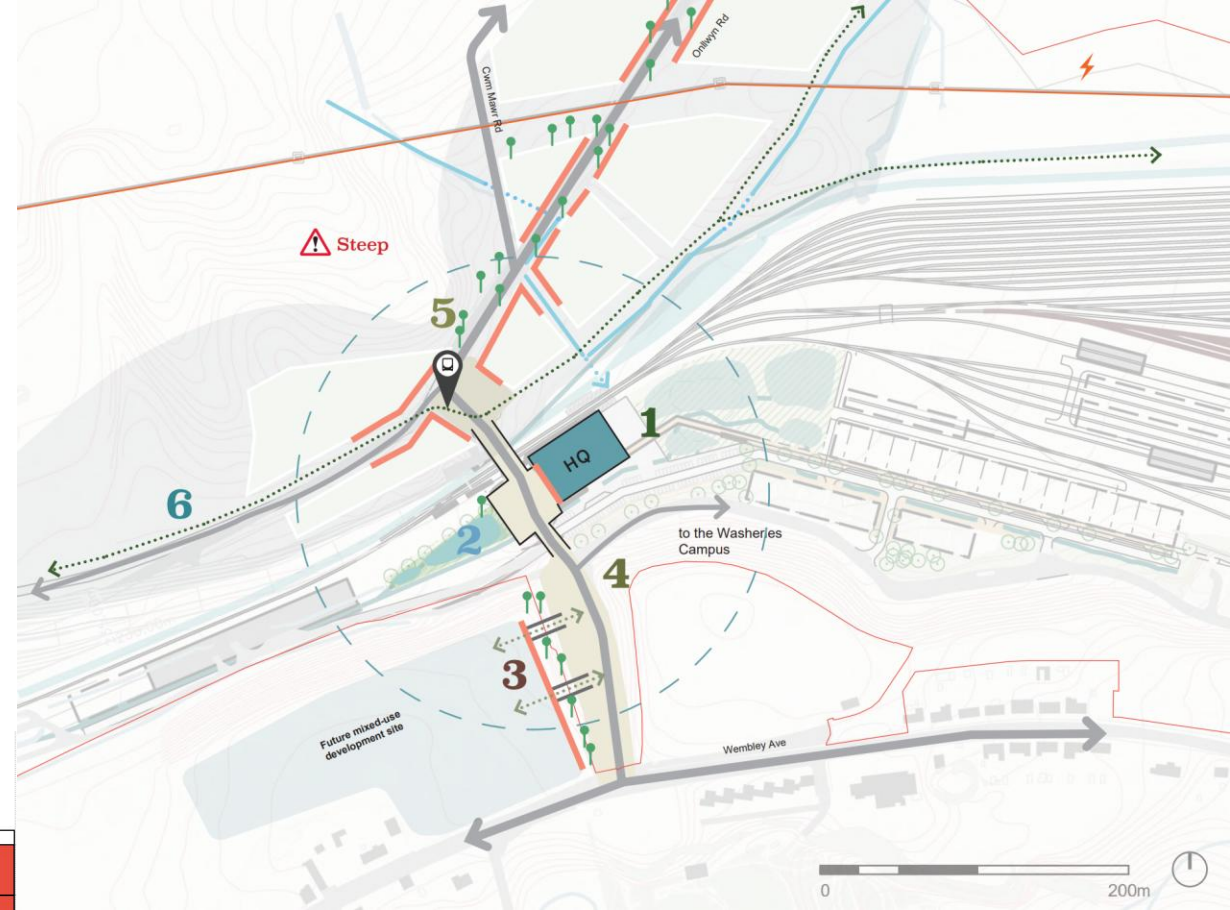 Onllwyn Rd
Cwm Mawr Rd
Steep
5
1
HQ
6
2
to the Washeries
Campus
4
3
Future mixed-use
development site
Wembley Ave
0
200m